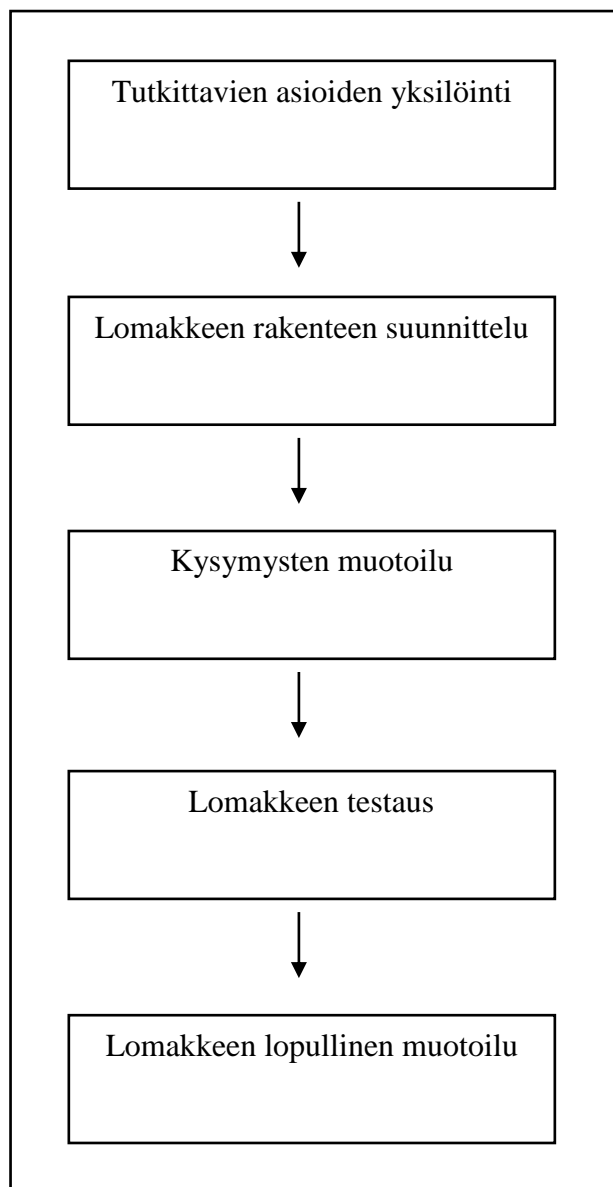 Tutkittavien asioiden yksilöinti
Lomakkeen rakenteen suunnittelu
Kysymysten muotoilu
Lomakkeen testaus
Lomakkeen lopullinen muotoilu